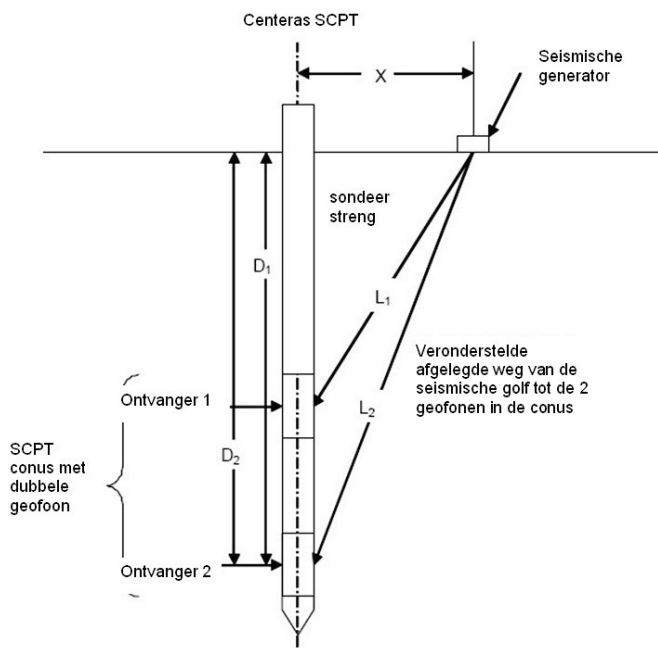 Centeras SCPT
X
Seismische
generator
sondeer
streng
D₁
L₁
Veronderstelde
afgelegde weg van de
seismische golf tot de 2
geofonen in de conus
Ontvanger 1
L₂
D₂
SCPT
conus met
dubbele
geofoon
Ontvanger 2